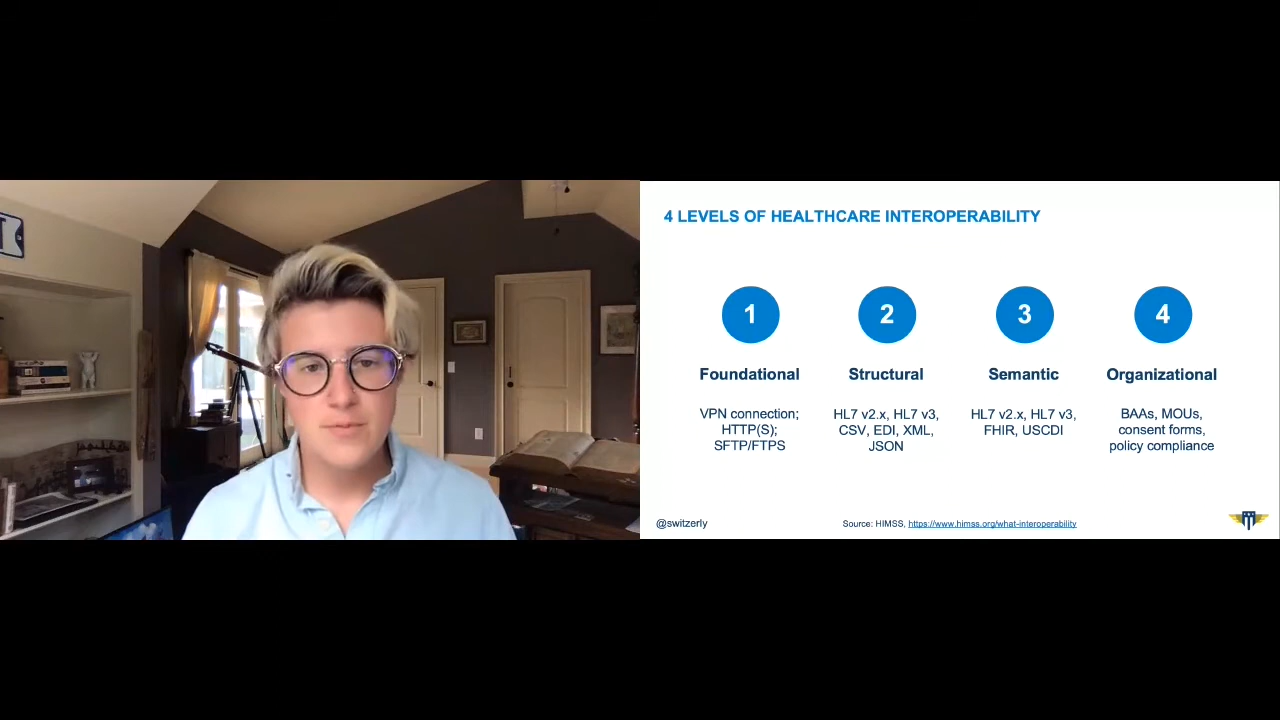 T
4 LEVELS OF HEALTHCARE INTEROPERABILITY
1
2
3
4
Foundational
Structural
Semantic
Organizational
VPN connection;
HTTP(S);
SFTP/FTPS
HL7 v2.x, HL7 v3,
CSV, EDI, XML,
JSON
HL7 v2.x, HL7 v3,
FHIR, USCDI
BAAs, MOUs,
consent forms,
policy compliance
@switzerly
Source: HIMSS, https://www.himss.org/what-interoperability